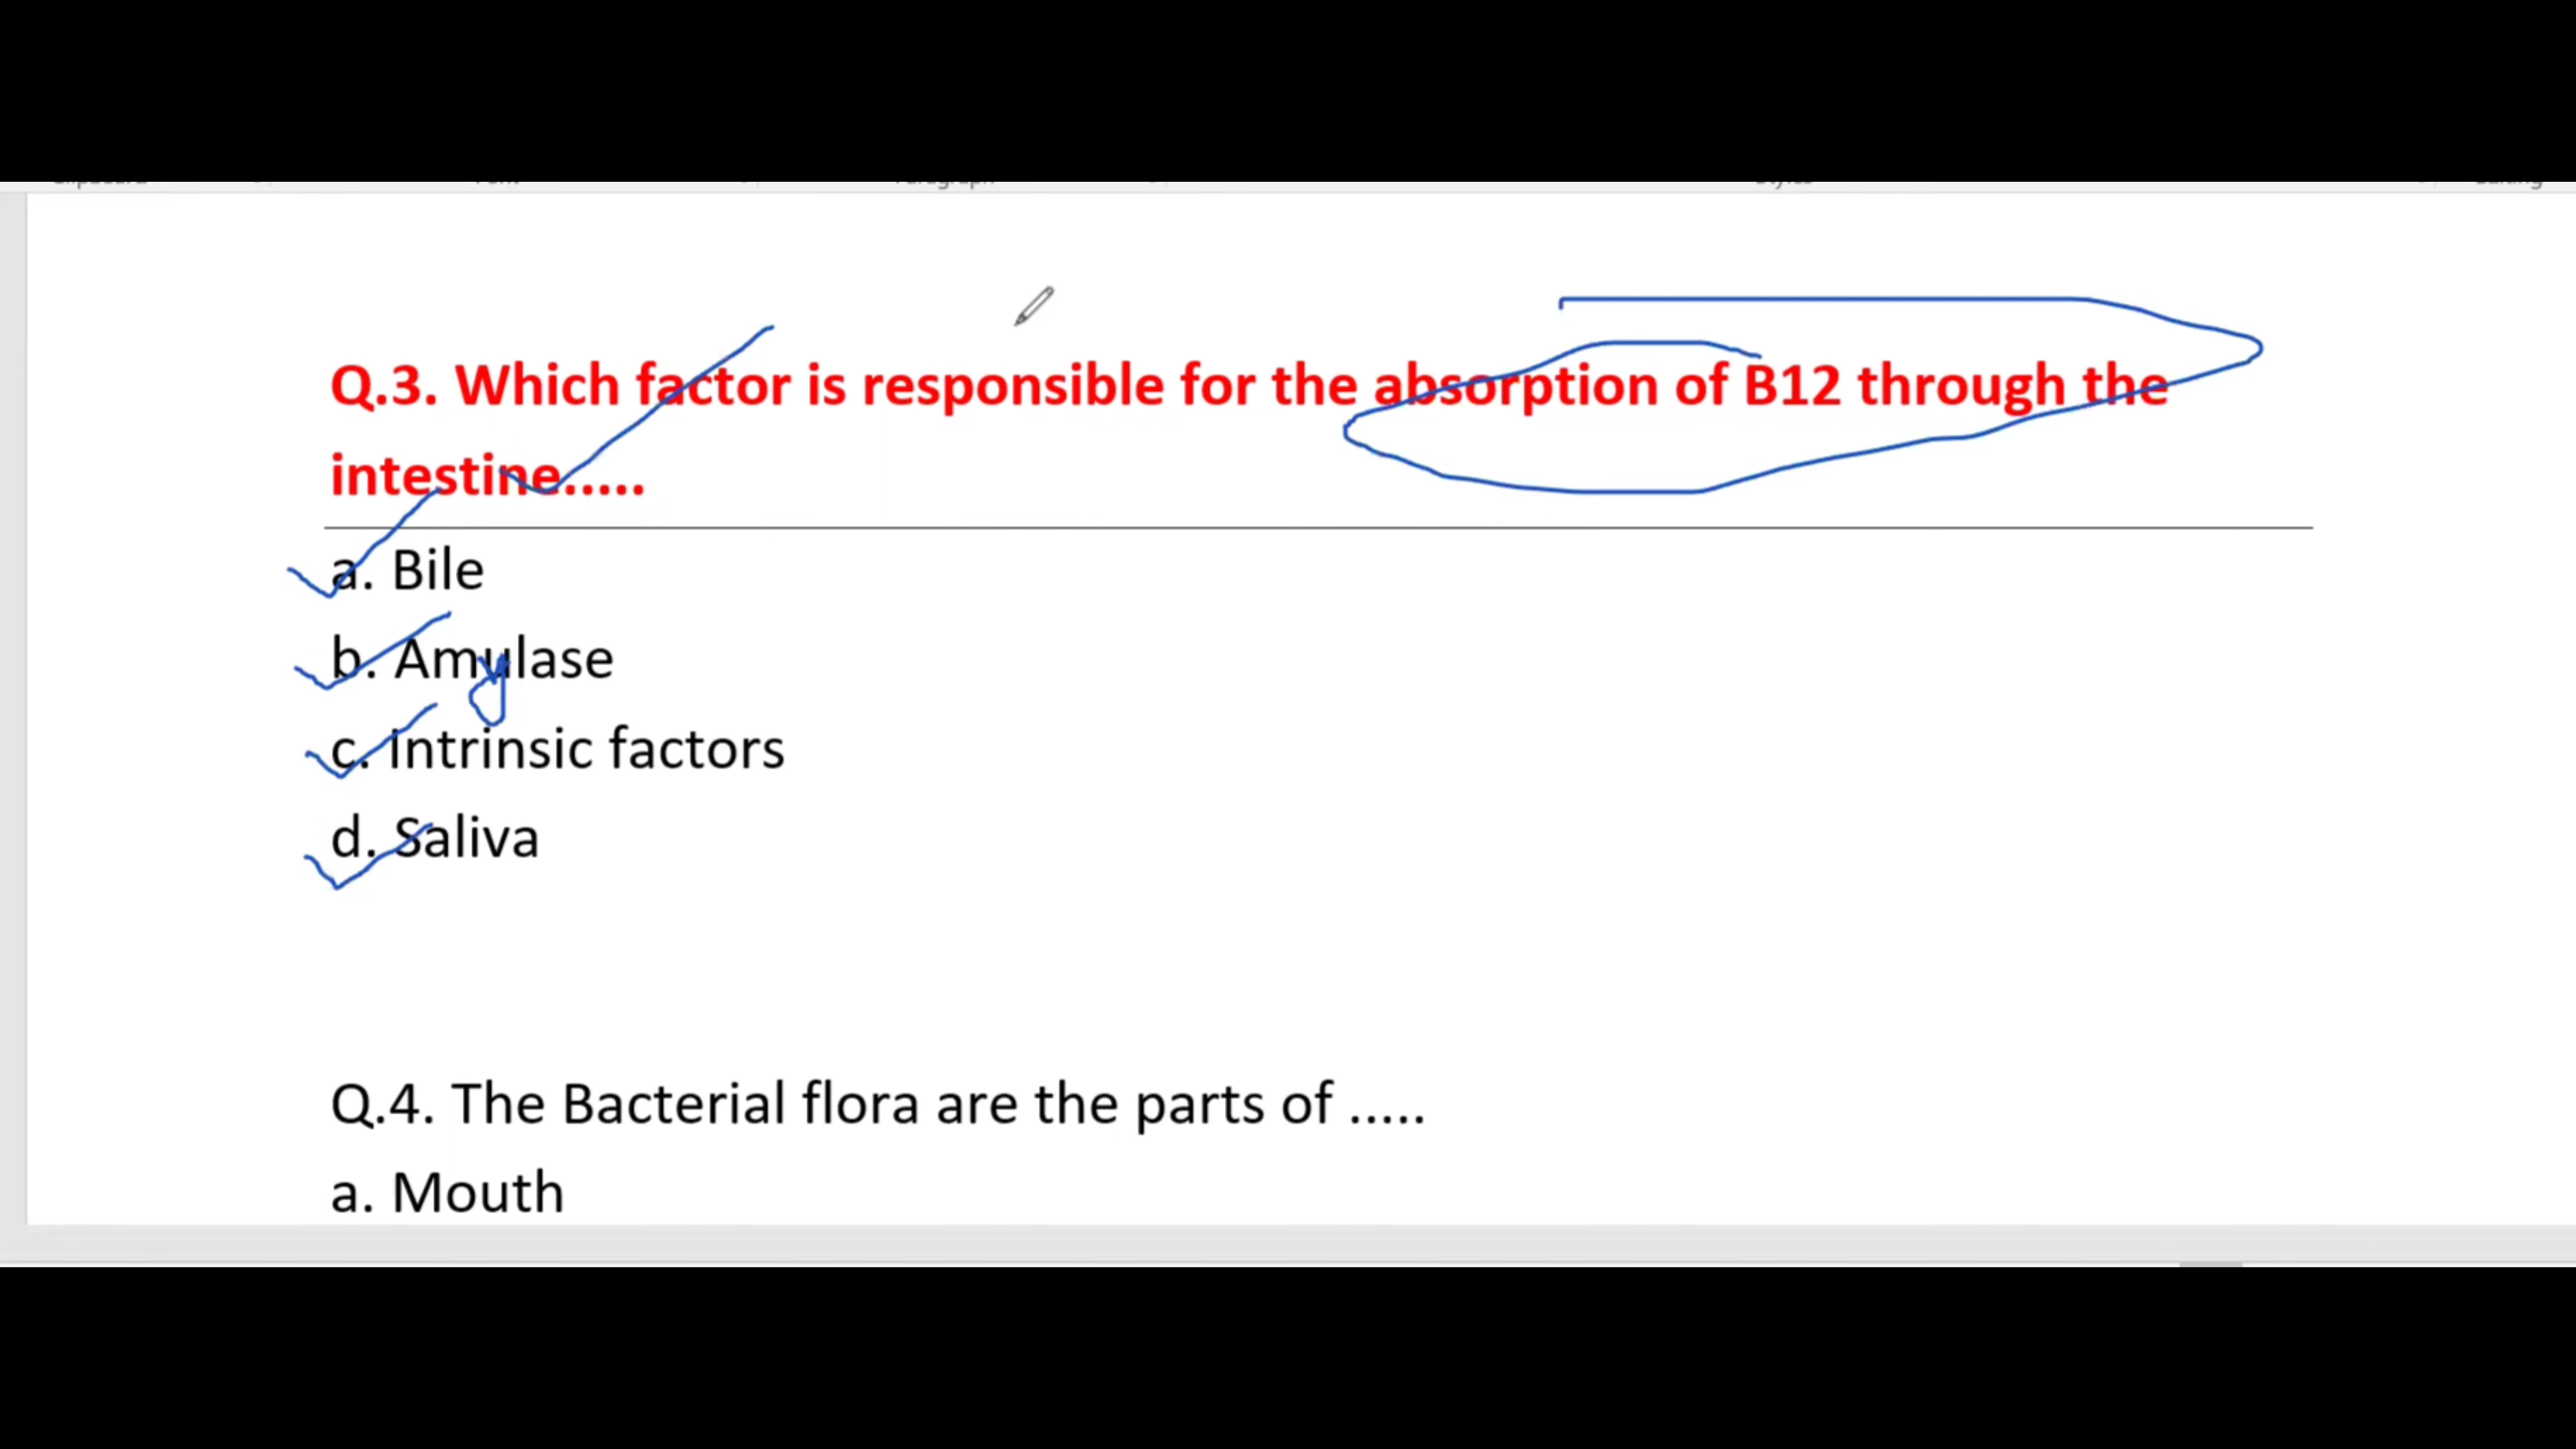 Q.3. Which factor is responsible for the absorption of B12 through the
intestine.....
a. Bile
b. Amulase
y
c. Intrinsic factors
d. Saliva
Q.4. The Bacterial flora are the parts of .....
a. Mouth